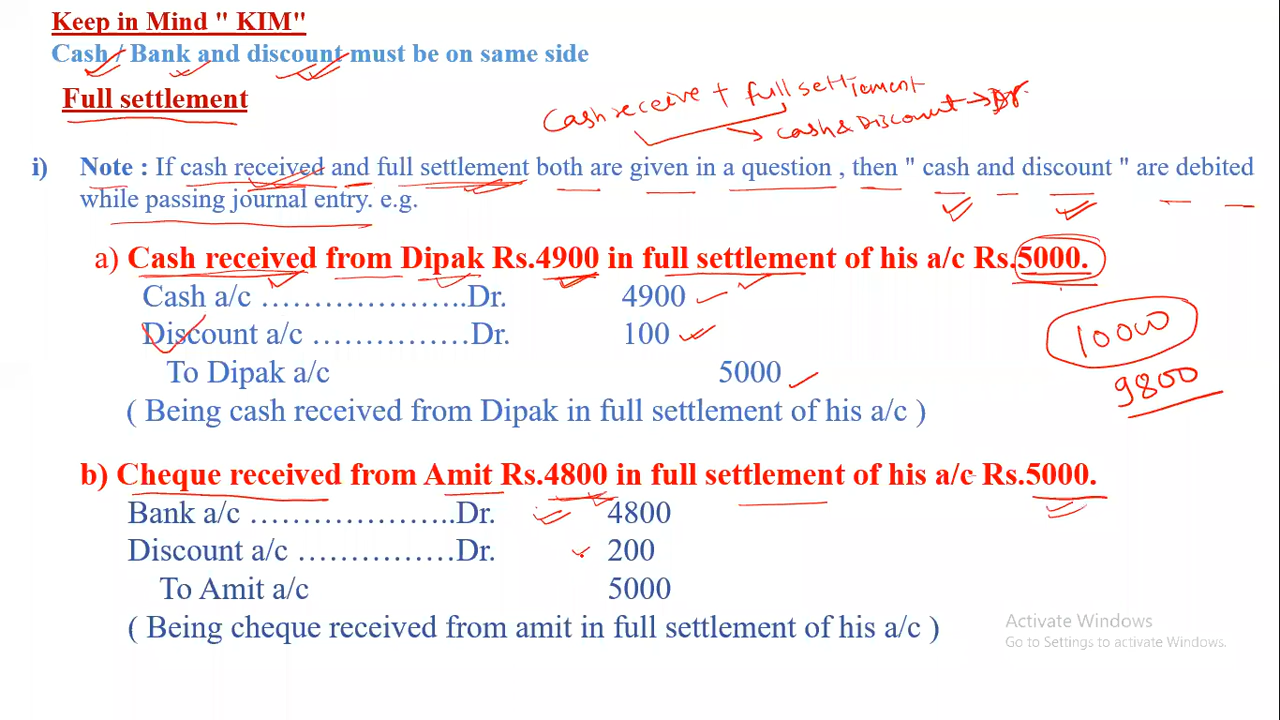 Keep in Mind " KIM"
Cash / Bank and discount must be on same side
Full settlement
Cash receive + full settlement
cash & Discount → Dr.
i) Note : If cash received and full settlement both are given in a question , then " cash and discount " are debited
while passing journal entry. e.g.
a) Cash received from Dipak Rs.4900 in full settlement of his a/c Rs.5000.
Cash a/c ………………..Dr. 4900
Discount a/c ……………Dr. 100
To Dipak a/c 5000
( Being cash received from Dipak in full settlement of his a/c )
10000
9800
b) Cheque received from Amit Rs.4800 in full settlement of his a/c Rs.5000.
Bank a/c ………………..Dr. 4800
Discount a/c ……………Dr. 200
To Amit a/c 5000
( Being cheque received from amit in full settlement of his a/c )
Activate Windows
Go to Settings to activate Windows.